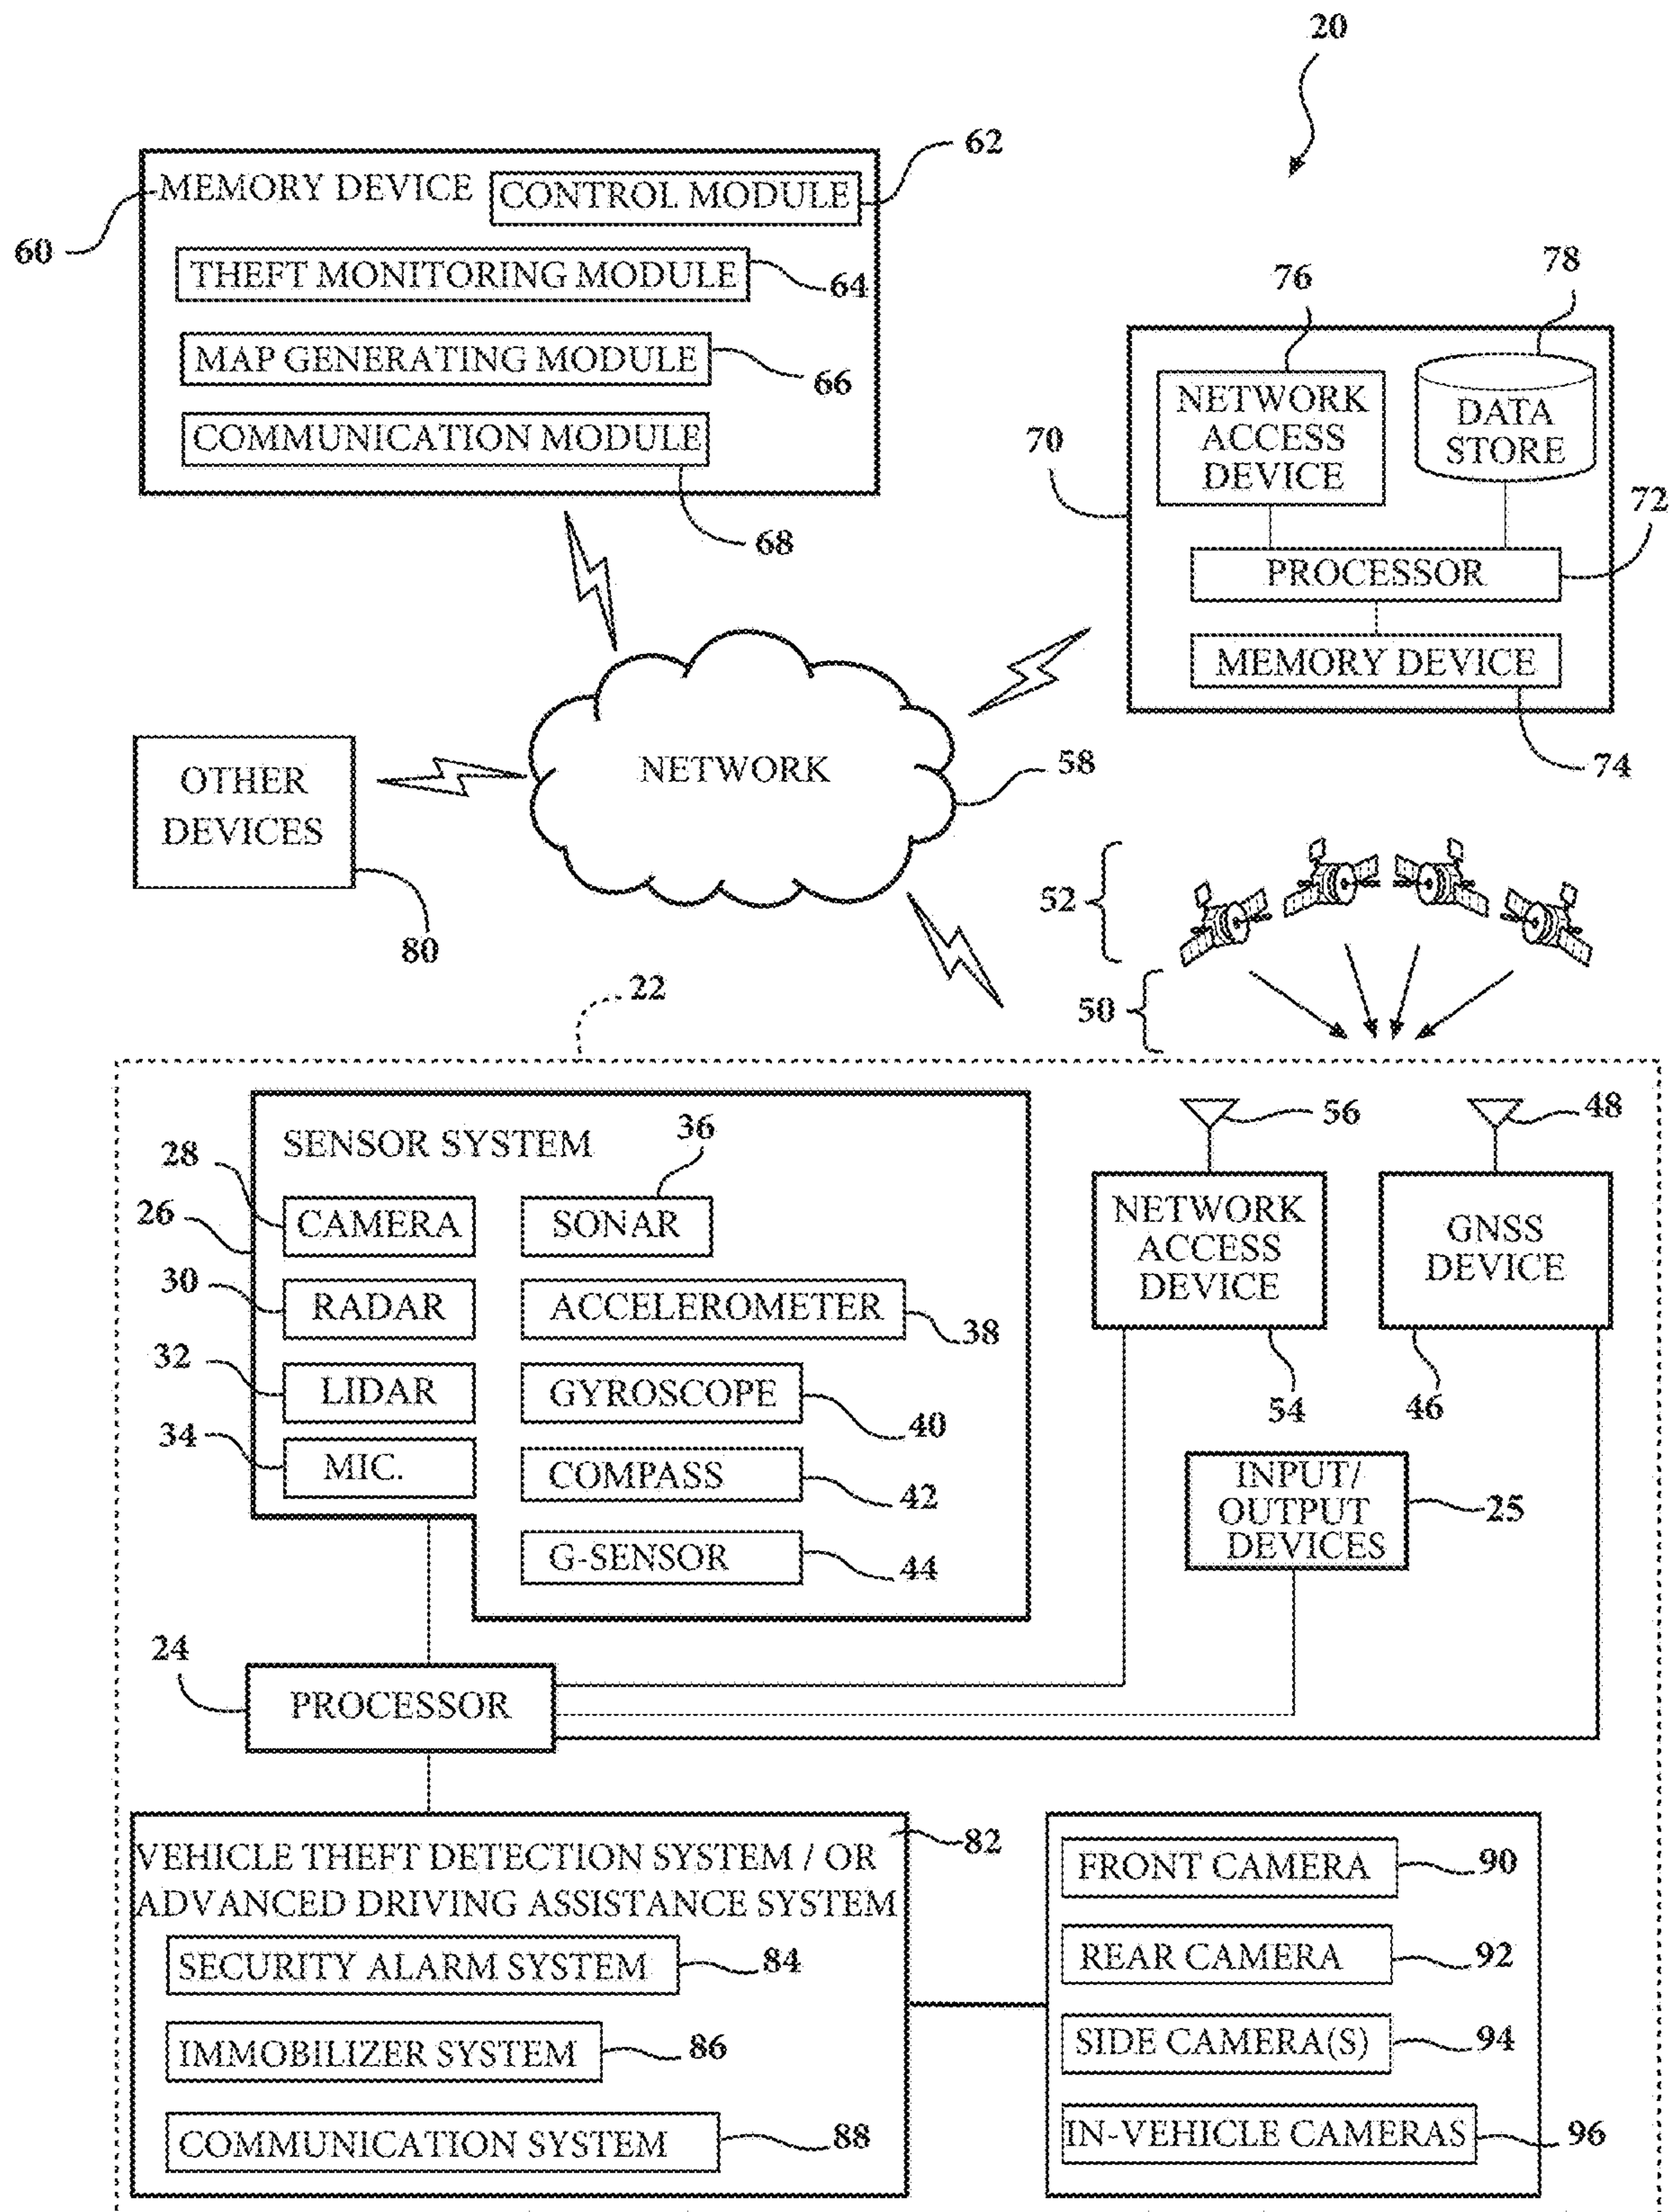 20
62
MEMORY DEVICE
CONTROL MODULE
60
THEFT MONITORING MODULE
64
MAP GENERATING MODULE
66
COMMUNICATION MODULE
68
76
78
NETWORK
ACCESS
DEVICE
DATA
STORE
70
72
PROCESSOR
MEMORY DEVICE
74
NETWORK
58
OTHER
DEVICES
80
52
50
22
SENSOR SYSTEM
36
28
CAMERA
SONAR
26
30
RADAR
ACCELEROMETER
38
32
LIDAR
GYROSCOPE
40
34
MIC.
COMPASS
42
G-SENSOR
44
56
48
NETWORK
ACCESS
DEVICE
GNSS
DEVICE
54
46
INPUT/
OUTPUT
DEVICES
25
24
PROCESSOR
82
VEHICLE THEFT DETECTION SYSTEM / OR
ADVANCED DRIVING ASSISTANCE SYSTEM
SECURITY ALARM SYSTEM
84
IMMOBILIZER SYSTEM
86
COMMUNICATION SYSTEM
88
FRONT CAMERA
90
REAR CAMERA
92
SIDE CAMERA(S)
94
IN-VEHICLE CAMERAS
96